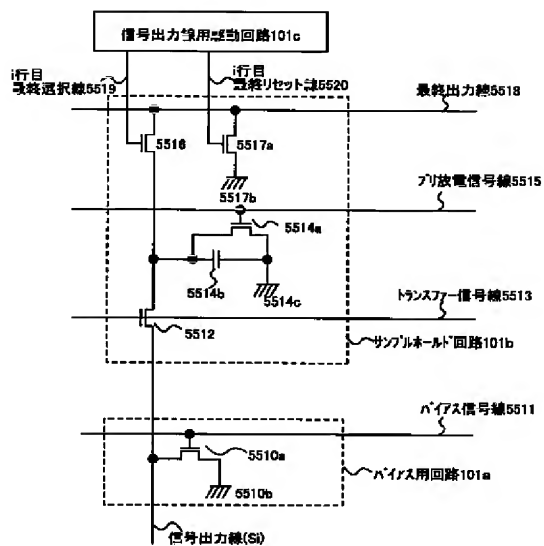 信号出力線用駆動回路101c
i行目
最終選択線5519
i行目
最終リセット線5520
最終出力線5518
5516
5517a
5517b
プリ放電信号線5515
5514a
5514b
5514c
トランスファー信号線5513
5512
サンプルホールド回路101b
バイアス信号線5511
5510a
5510b
バイアス用回路101a
信号出力線(Si)